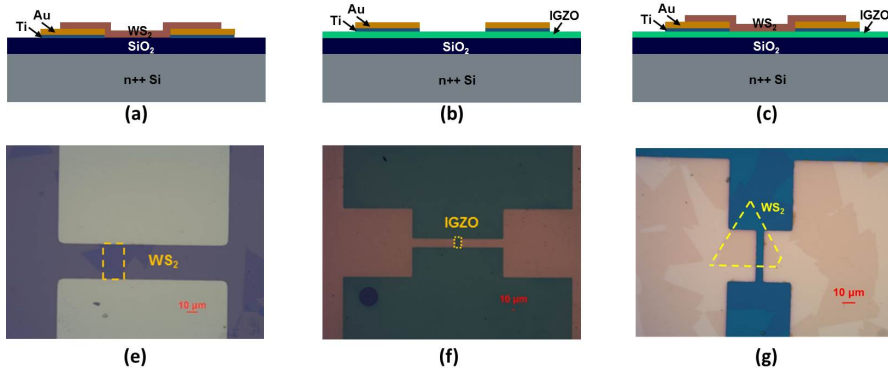 Au
Ti
WS₂
SiO₂
n++ Si
(a)
Au
Ti
IGZO
SiO₂
n++ Si
(b)
Au
Ti
WS₂
IGZO
SiO₂
n++ Si
(c)
WS₂
10 µm
(e)
IGZO
10 µm
(f)
WS₂
10 µm
(g)